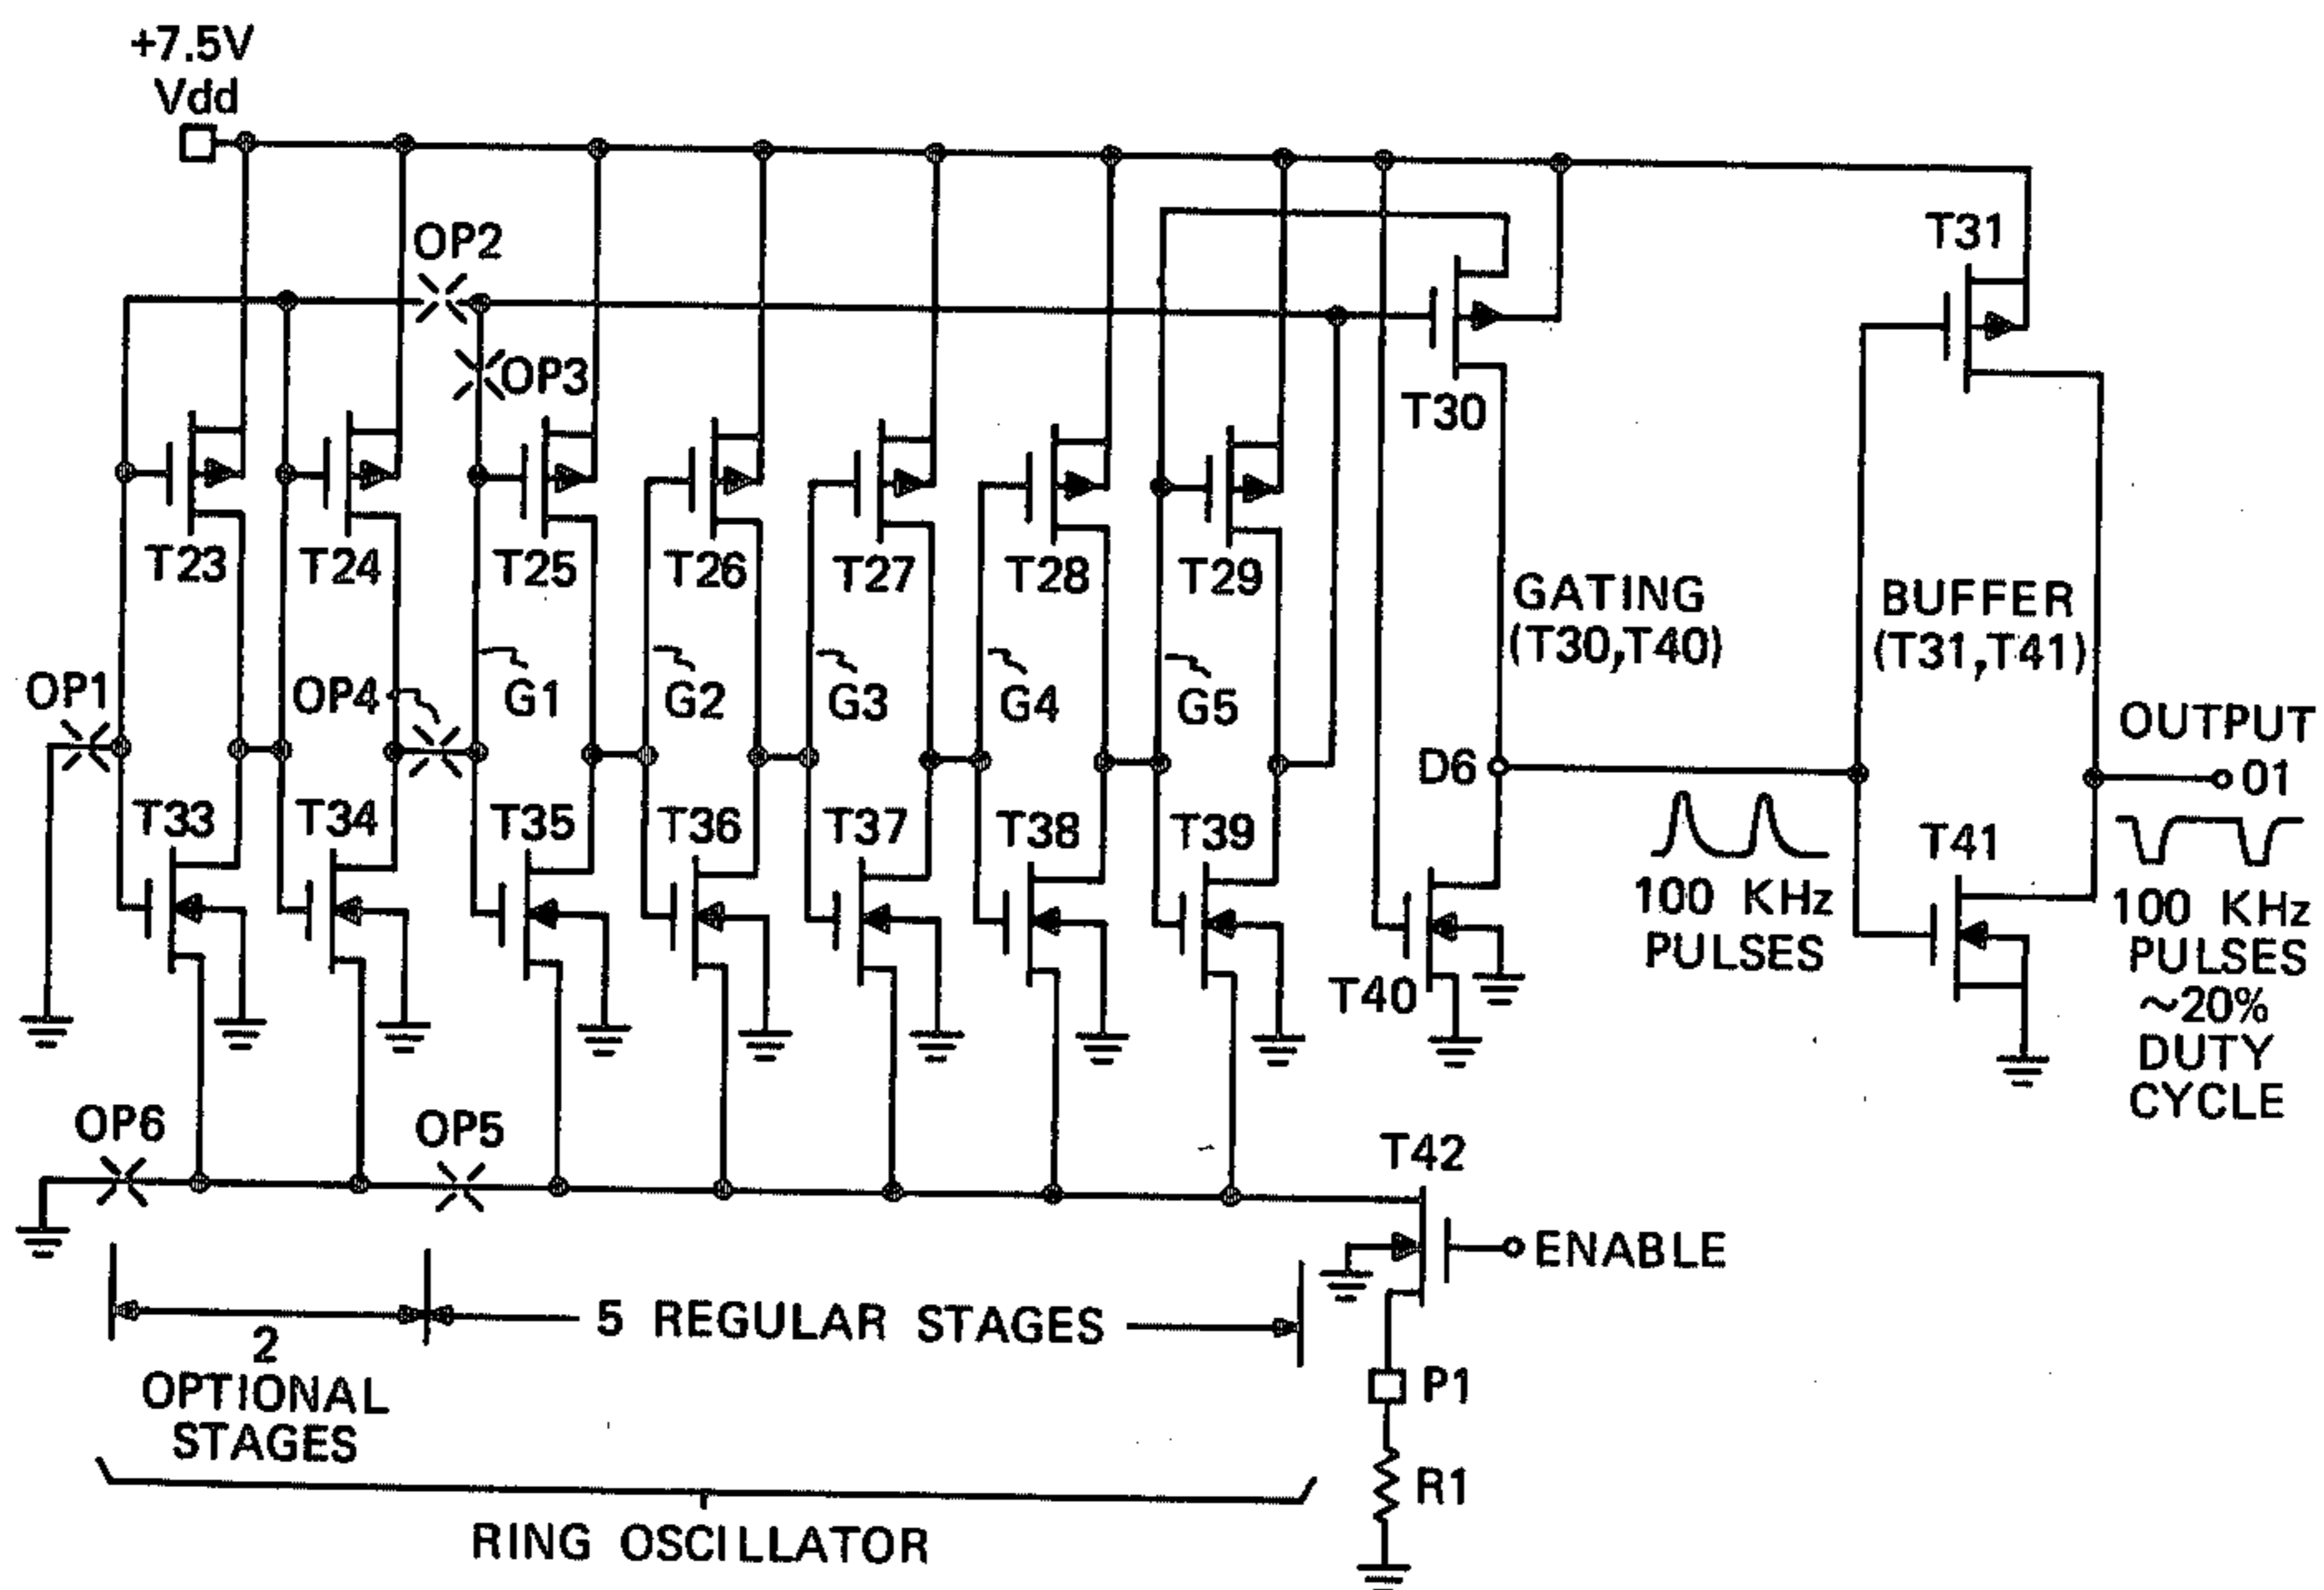 +7.5V
Vdd
OP2
OP3
T31
T30
T23
T24
T25
T26
T27
T28
T29
GATING
(T30,T40)
BUFFER
(T31,T41)
OP1
OP4
G1
G2
G3
G4
G5
D6
OUTPUT
01
T33
T34
T35
T36
T37
T38
T39
T40
T41
100 KHz
PULSES
100 KHz
PULSES
~20%
DUTY
CYCLE
OP6
OP5
T42
ENABLE
2
OPTIONAL
STAGES
5 REGULAR STAGES
P1
R1
RING OSCILLATOR